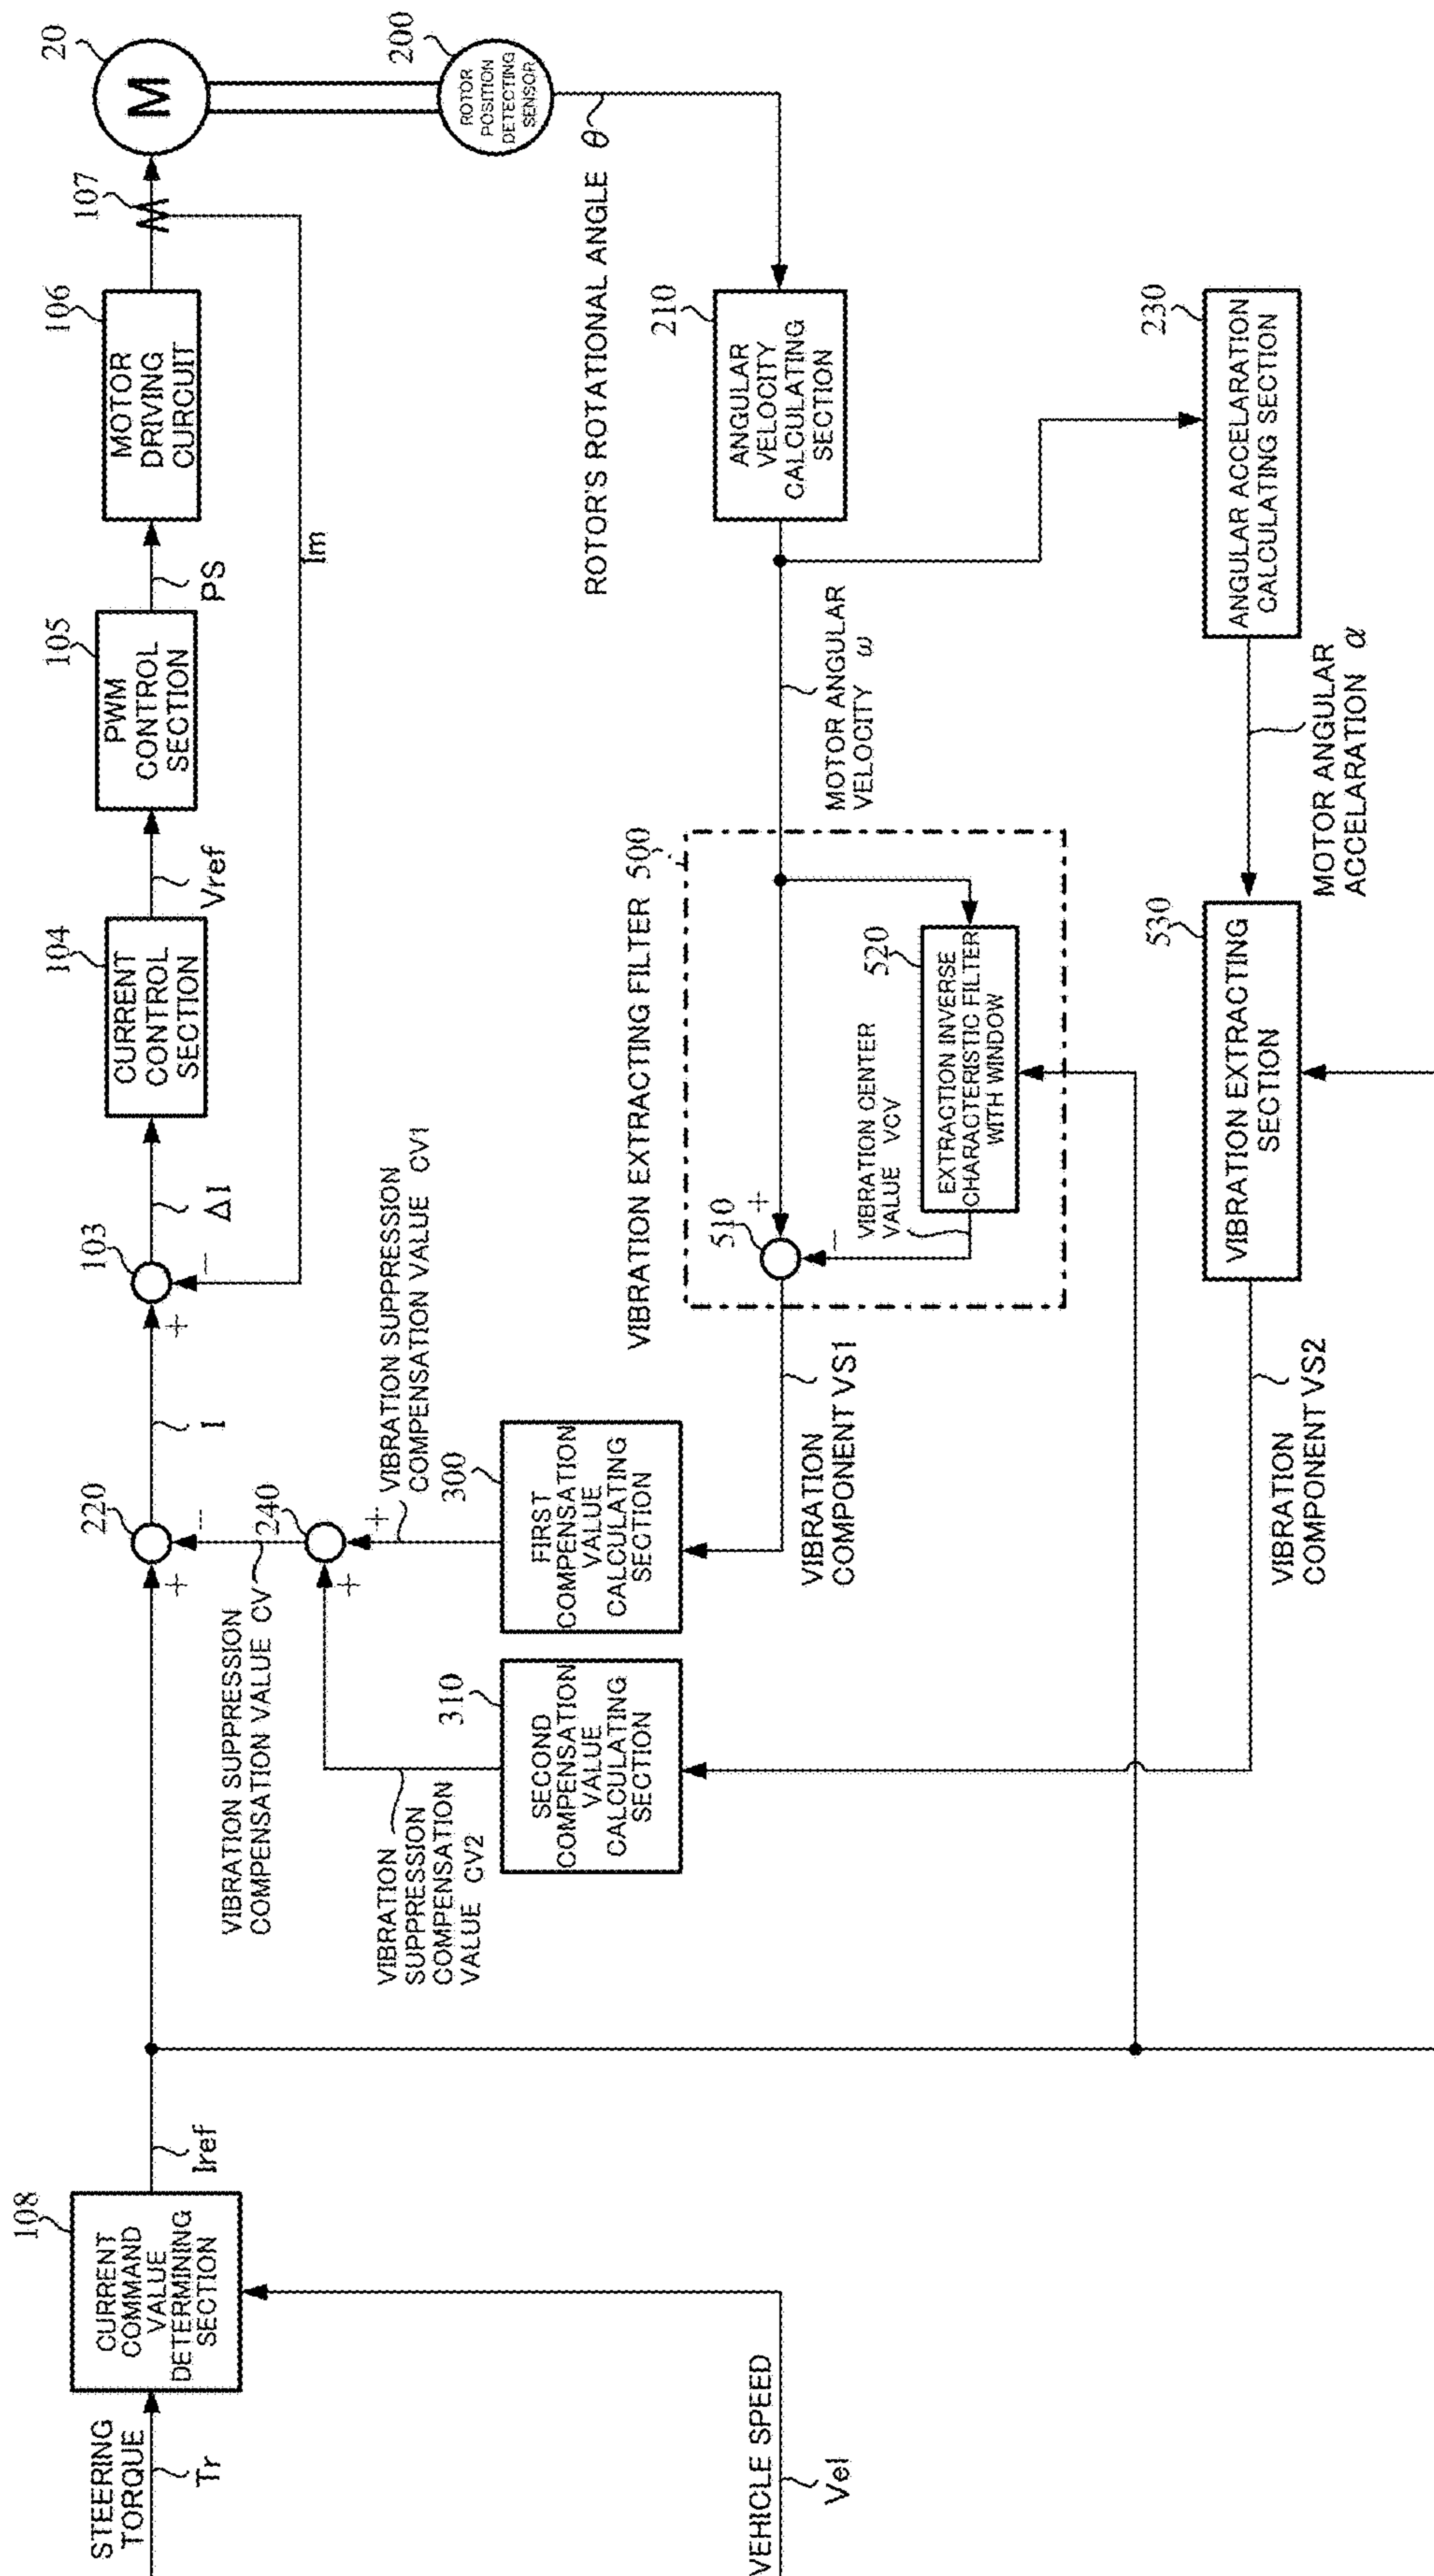 STEERING
TORQUE
Tr
108
CURRENT
COMMAND
VALUE
DETERMINING
SECTION
Iref
VEHICLE SPEED
Vel
220
+
−
I
103
+
−
ΔI
104
CURRENT
CONTROL
SECTION
Vref
105
PWM
CONTROL
SECTION
PS
106
MOTOR
DRIVING
CURCUIT
107
Im
20
M
200
ROTOR
POSITION
DETECTING
SENSOR
ROTOR'S ROTATIONAL ANGLE θ
VIBRATION SUPPRESSION
COMPENSATION VALUE CV
240
+
+
VIBRATION SUPPRESSION
COMPENSATION VALUE CV1
VIBRATION
SUPPRESSION
COMPENSATION
VALUE CV2
310
SECOND
COMPENSATION
VALUE
CALCULATING
SECTION
300
FIRST
COMPENSATION
VALUE
CALCULATING
SECTION
VIBRATION EXTRACTING FILTER 500
510
+
−
VIBRATION CENTER
VALUE VCV
520
EXTRACTION INVERSE
CHARACTERISTIC FILTER
WITH WINDOW
MOTOR ANGULAR
VELOCITY ω
210
ANGULAR
VELOCITY
CALCULATING
SECTION
VIBRATION
COMPONENT VS1
VIBRATION
COMPONENT VS2
530
VIBRATION EXTRACTING
SECTION
MOTOR ANGULAR
ACCELARATION α
230
ANGULAR ACCELARATION
CALCULATING SECTION